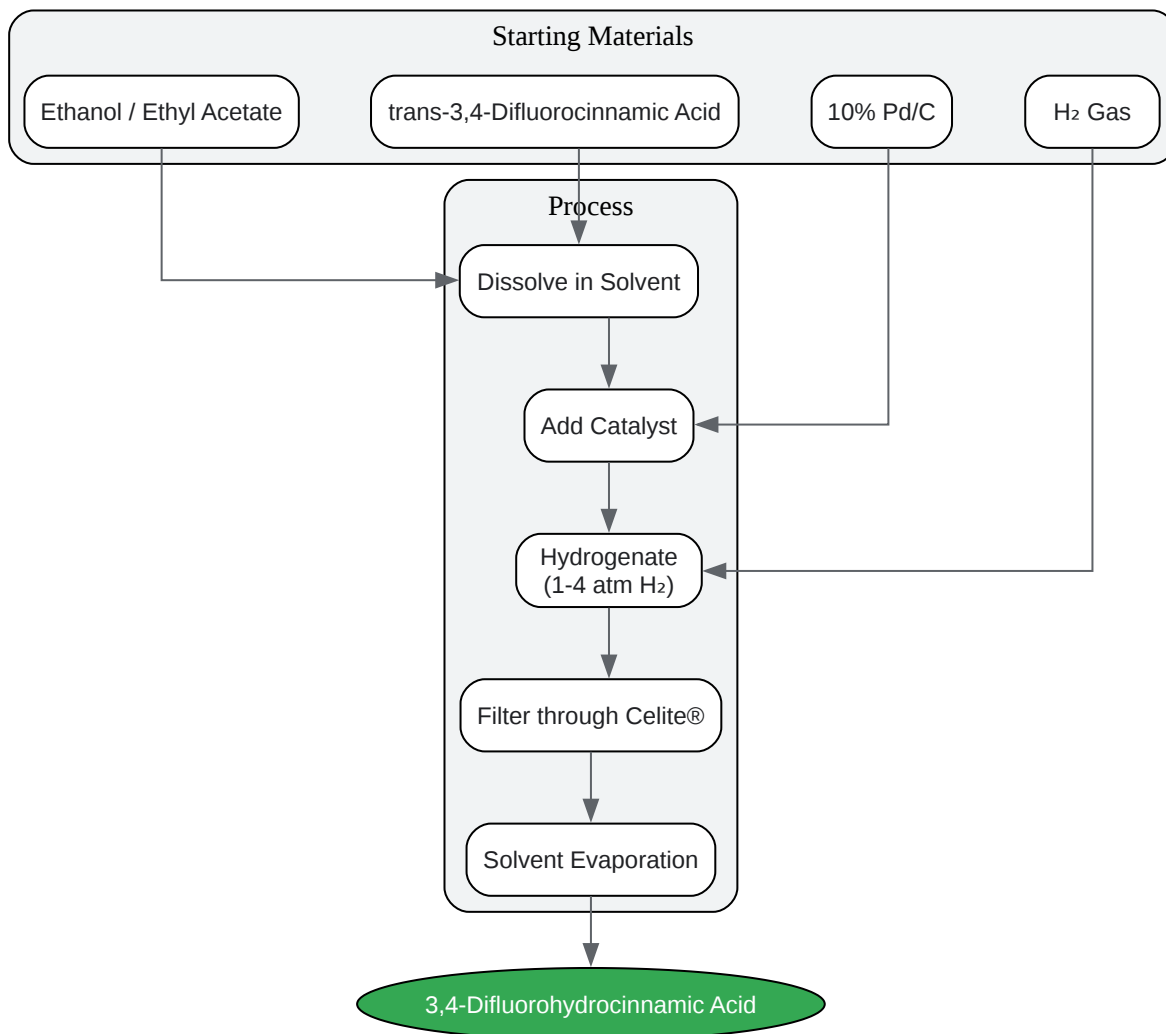 Starting Materials
Ethanol / Ethyl Acetate
trans-3,4-Difluorocinnamic Acid
10% Pd/C
H₂ Gas
Process
Dissolve in Solvent
Add Catalyst
Hydrogenate
(1-4 atm H₂)
Filter through Celite®
Solvent Evaporation
3,4-Difluorohydrocinnamic Acid